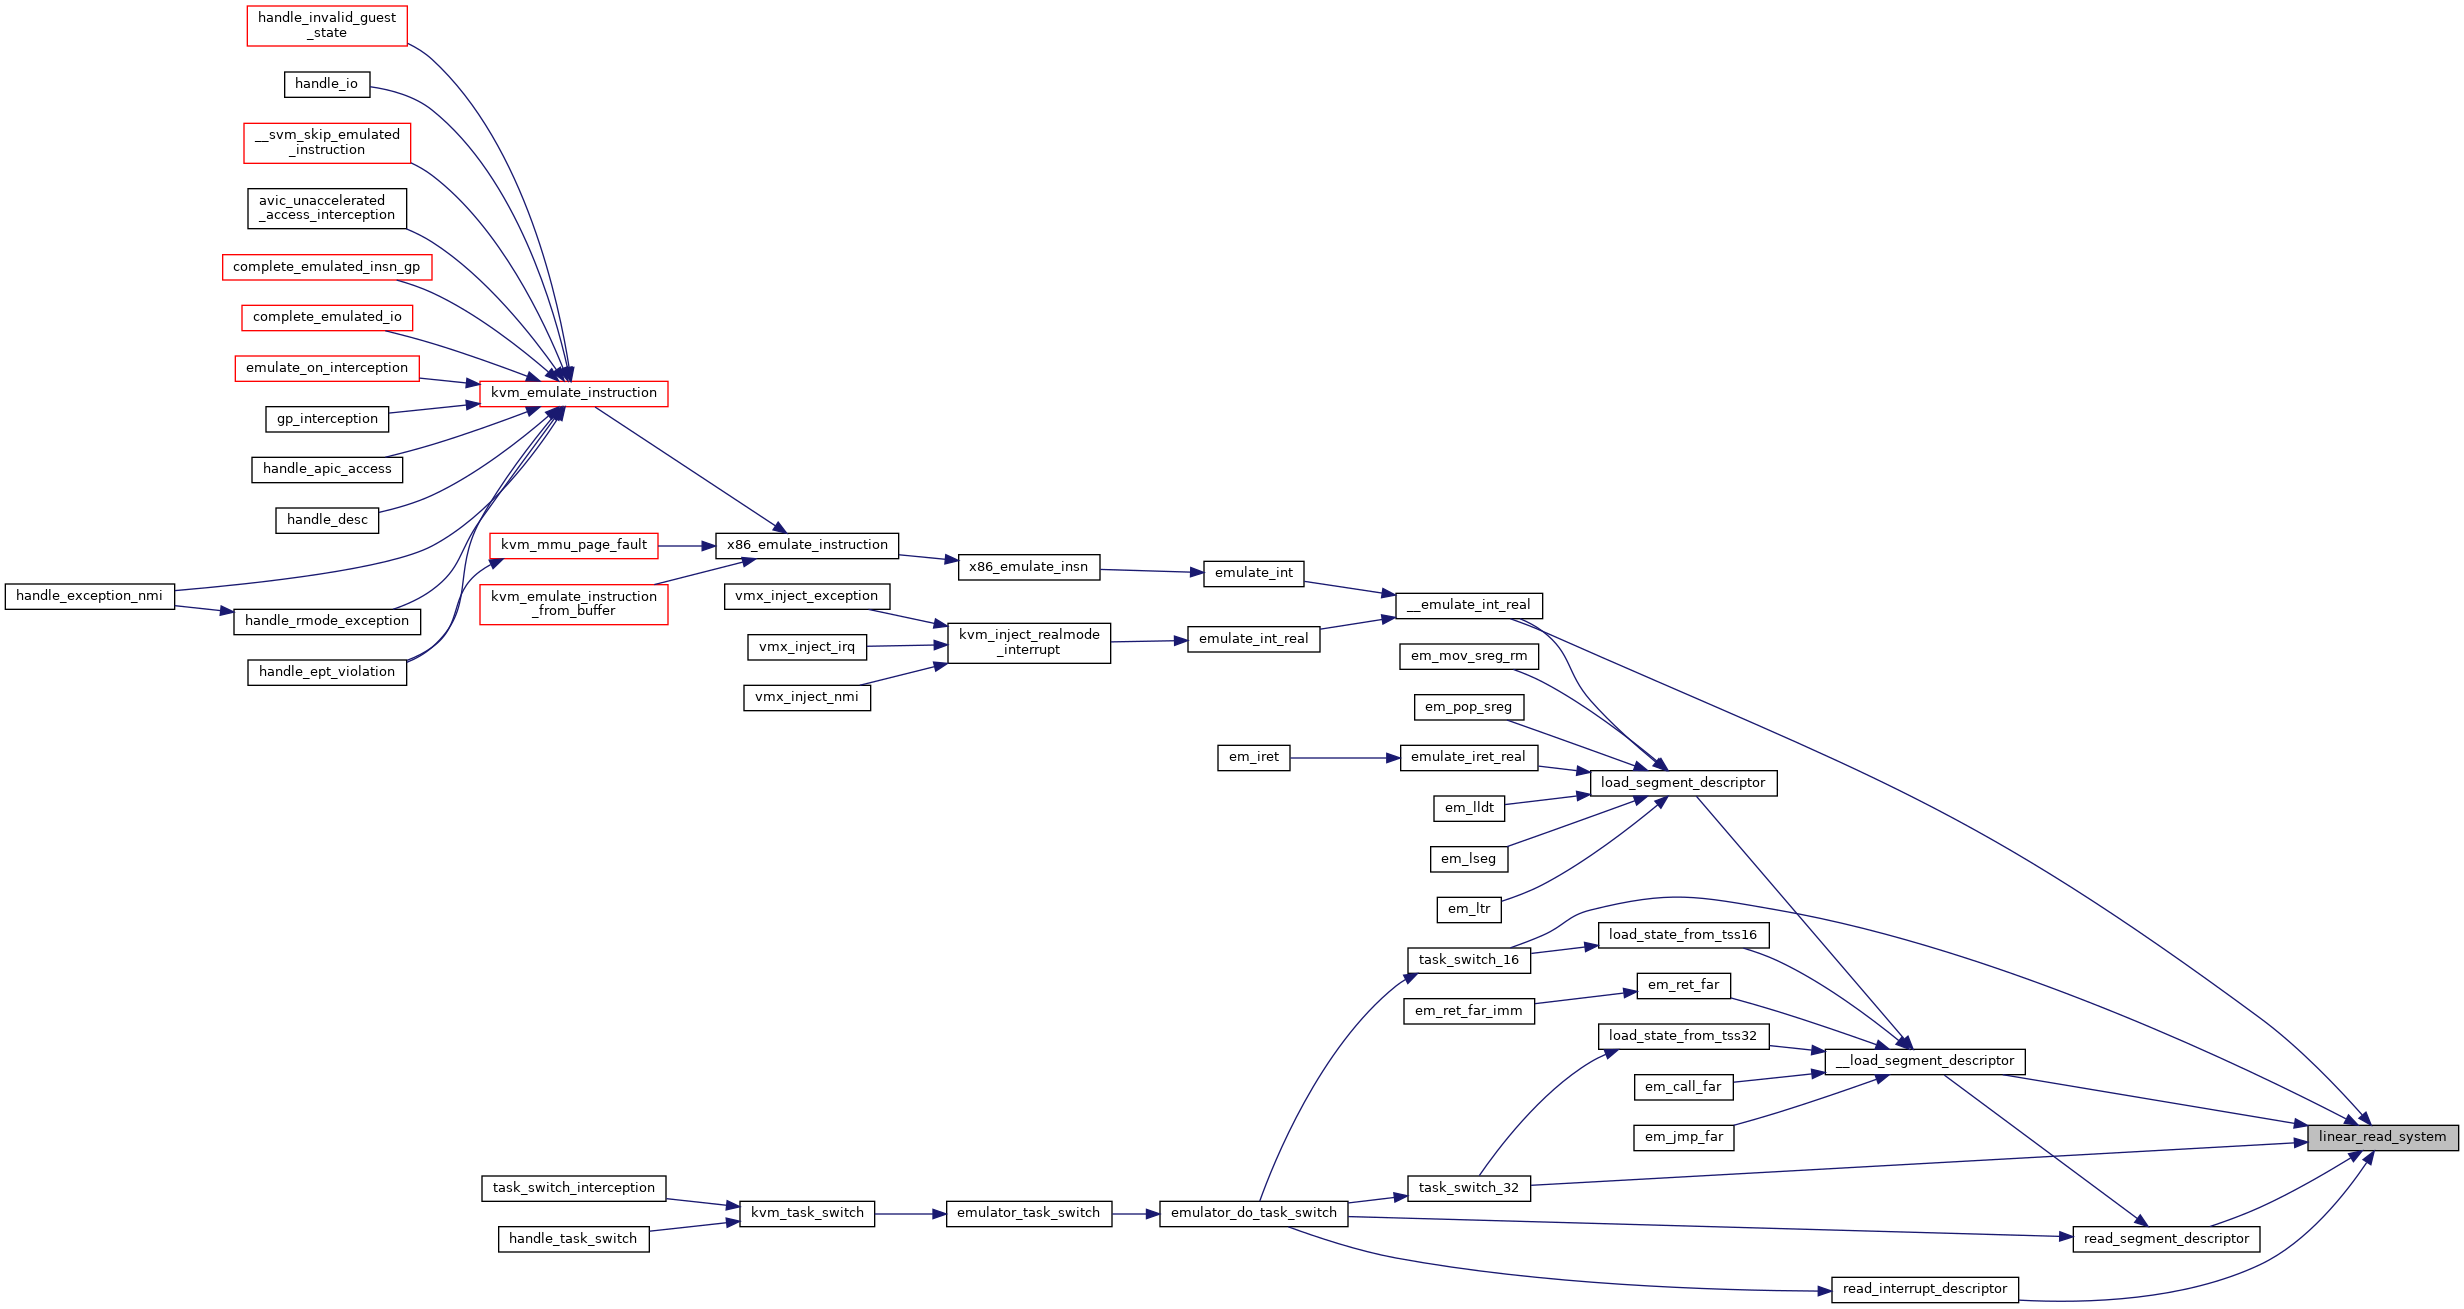 handle_invalid_guest
_state
handle_io
__svm_skip_emulated
_instruction
avic_unaccelerated
_access_interception
complete_emulated_insn_gp
complete_emulated_io
emulate_on_interception
kvm_emulate_instruction
gp_interception
handle_apic_access
handle_desc
kvm_mmu_page_fault
x86_emulate_instruction
x86_emulate_insn
emulate_int
handle_exception_nmi
handle_rmode_exception
handle_ept_violation
kvm_emulate_instruction
_from_buffer
vmx_inject_exception
vmx_inject_irq
vmx_inject_nmi
kvm_inject_realmode
_interrupt
emulate_int_real
__emulate_int_real
em_mov_sreg_rm
em_pop_sreg
em_iret
emulate_iret_real
load_segment_descriptor
em_lldt
em_lseg
em_ltr
load_state_from_tss16
task_switch_16
em_ret_far
em_ret_far_imm
load_state_from_tss32
__load_segment_descriptor
em_call_far
em_jmp_far
linear_read_system
task_switch_interception
task_switch_32
kvm_task_switch
emulator_task_switch
emulator_do_task_switch
handle_task_switch
read_segment_descriptor
read_interrupt_descriptor